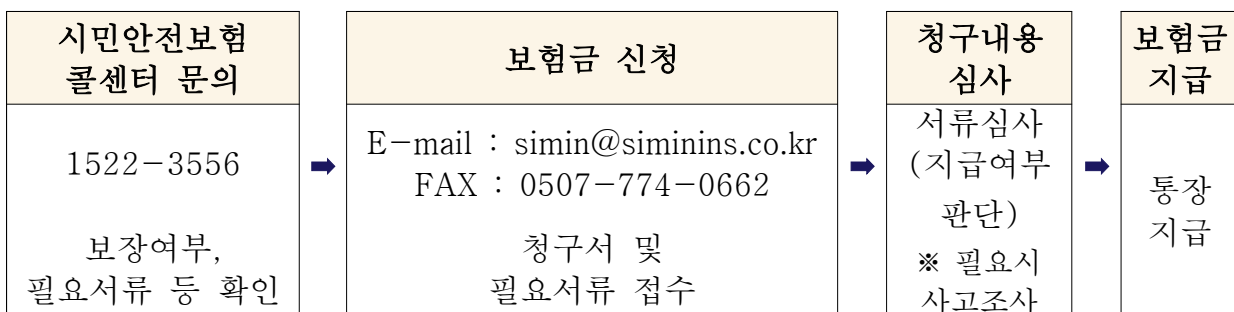 시민안전보험
콜센터 문의
1522-3556
보장여부,
필요서류 등 확인
보험금 신청
E-mail : simin@siminins.co.kr
FAX : 0507-774-0662
청구서 및
필요서류 접수
청구내용
심사
서류심사
(지급여부
판단)
※ 필요시
사고조사
보험금
지급
통장
지급